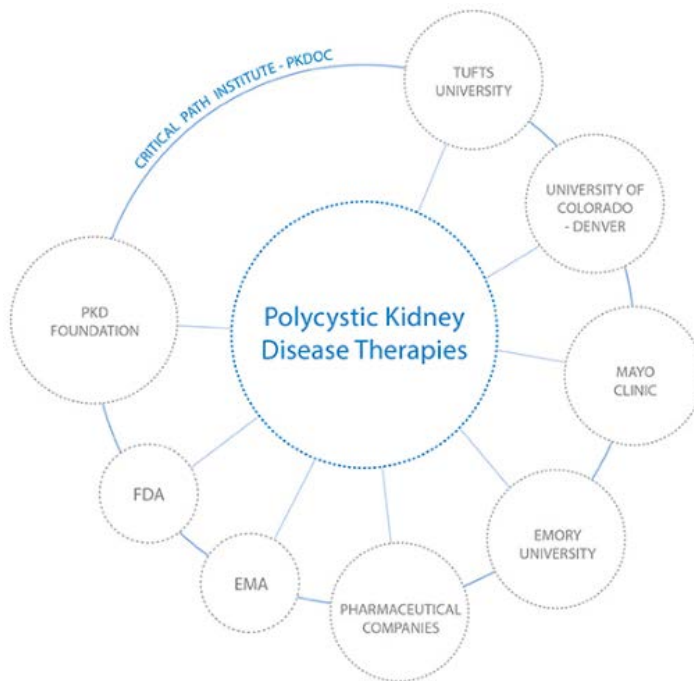 CRITICAL PATH INSTITUTE - PKDOC
TUFTS
UNIVERSITY
UNIVERSITY OF
COLORADO
- DENVER
PKD
FOUNDATION
Polycystic Kidney
Disease Therapies
MAYO
CLINIC
FDA
EMORY
UNIVERSITY
EMA
PHARMACEUTICAL
COMPANIES